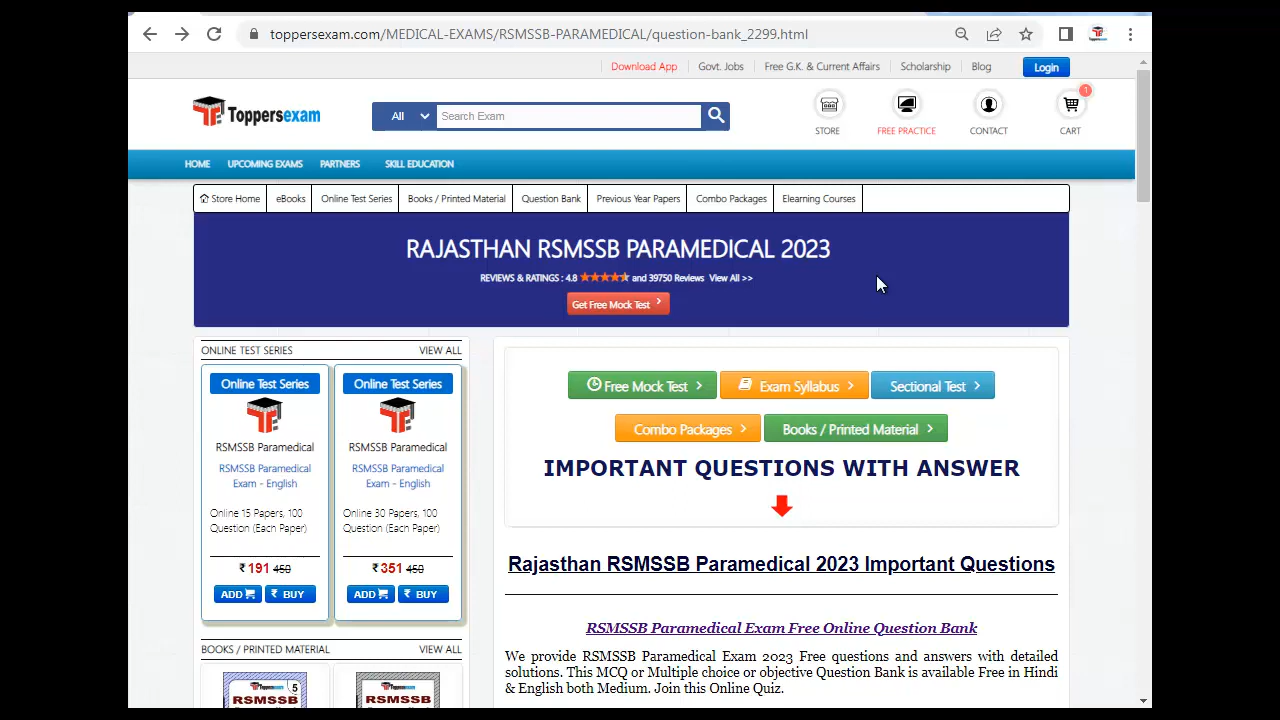 toppersexam.com/MEDICAL-EXAMS/RSMSSB-PARAMEDICAL/question-bank_2299.html
Download App
Govt. Jobs
Free G.K. & Current Affairs
Scholarship
Blog
Login
Toppersexam
All
Search Exam
STORE
FREE PRACTICE
CONTACT
1
CART
HOME
UPCOMING EXAMS
PARTNERS
SKILL EDUCATION
Store Home
eBooks
Online Test Series
Books / Printed Material
Question Bank
Previous Year Papers
Combo Packages
Elearning Courses
RAJASTHAN RSMSSB PARAMEDICAL 2023
REVIEWS & RATINGS : 4.8 and 39750 Reviews View All >>
Get Free Mock Test
ONLINE TEST SERIES
VIEW ALL
Online Test Series
RSMSSB Paramedical
RSMSSB Paramedical
Exam - English
Online 15 Papers, 100
Question (Each Paper)
₹ 191 450
ADD
₹ BUY
Online Test Series
RSMSSB Paramedical
RSMSSB Paramedical
Exam - English
Online 30 Papers, 100
Question (Each Paper)
₹ 351 450
ADD
₹ BUY
BOOKS / PRINTED MATERIAL
VIEW ALL
Toppersexam
5
RSMSSB
Toppersexam
RSMSSB
Free Mock Test
Exam Syllabus
Sectional Test
Combo Packages
Books / Printed Material
IMPORTANT QUESTIONS WITH ANSWER
Rajasthan RSMSSB Paramedical 2023 Important Questions
RSMSSB Paramedical Exam Free Online Question Bank
We provide RSMSSB Paramedical Exam 2023 Free questions and answers with detailed
solutions. This MCQ or Multiple choice or objective Question Bank is available Free in Hindi
& English both Medium. Join this Online Quiz.